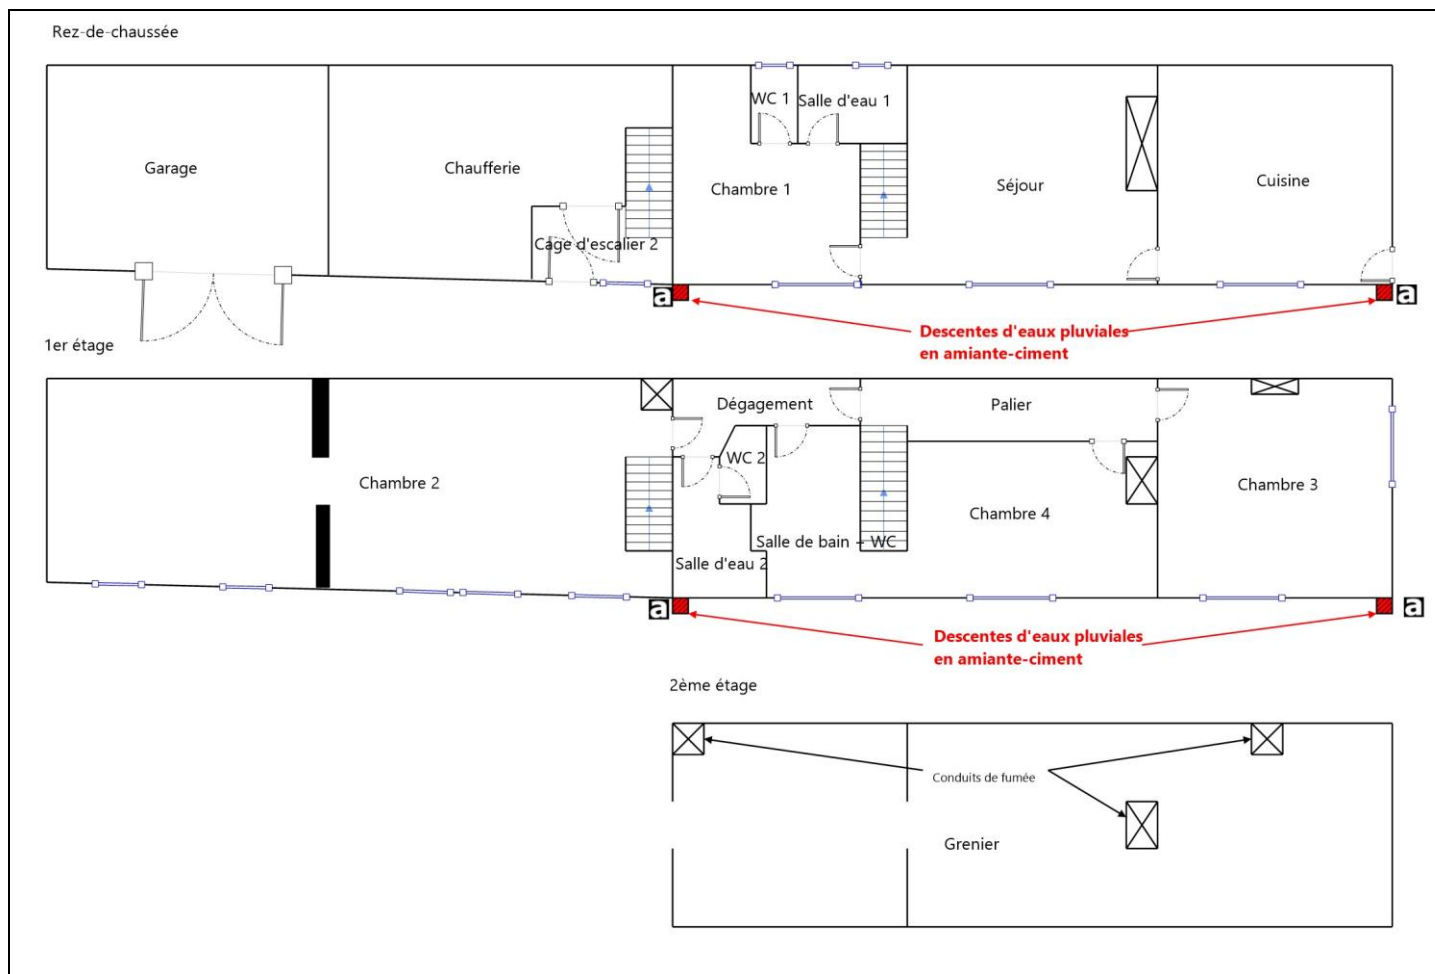 Rez-de-chaussée
WC 1
Salle d'eau 1
Garage
Chaufferie
Chambre 1
Séjour
Cuisine
Cage d'escalier 2
a
a
Descentes d'eaux pluviales
en amiante-ciment
1er étage
Dégagement
Palier
WC 2
Chambre 2
Chambre 3
Chambre 4
Salle de bain - WC
Salle d'eau 2
a
a
Descentes d'eaux pluviales
en amiante-ciment
2ème étage
Conduits de fumée
Grenier